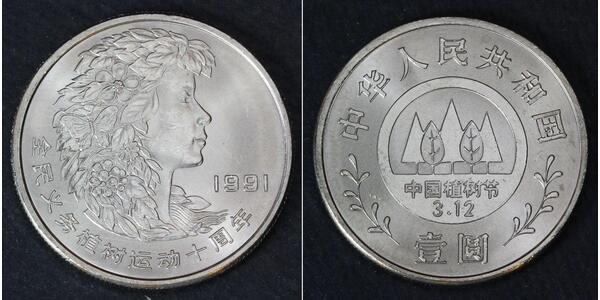 1991
全民义务植树运动十周年
中华人民共和国
中国植树节
3.12
壹圆